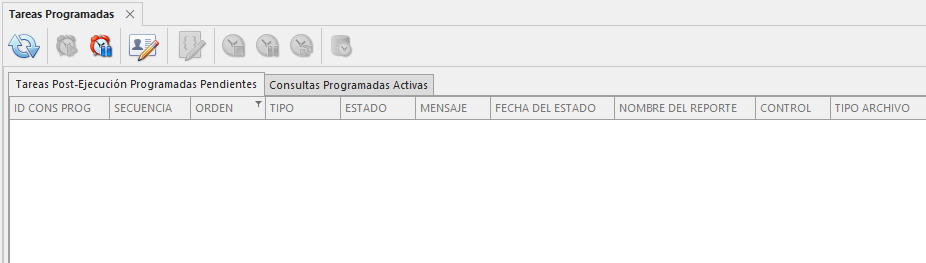 Tareas Programadas
Tareas Post-Ejecución Programadas Pendientes Consultas Programadas Activas
ID CONS PROG SECUENCIA ORDEN TIPO ESTADO MENSAJE FECHA DEL ESTADO NOMBRE DEL REPORTE CONTROL TIPO ARCHIVO